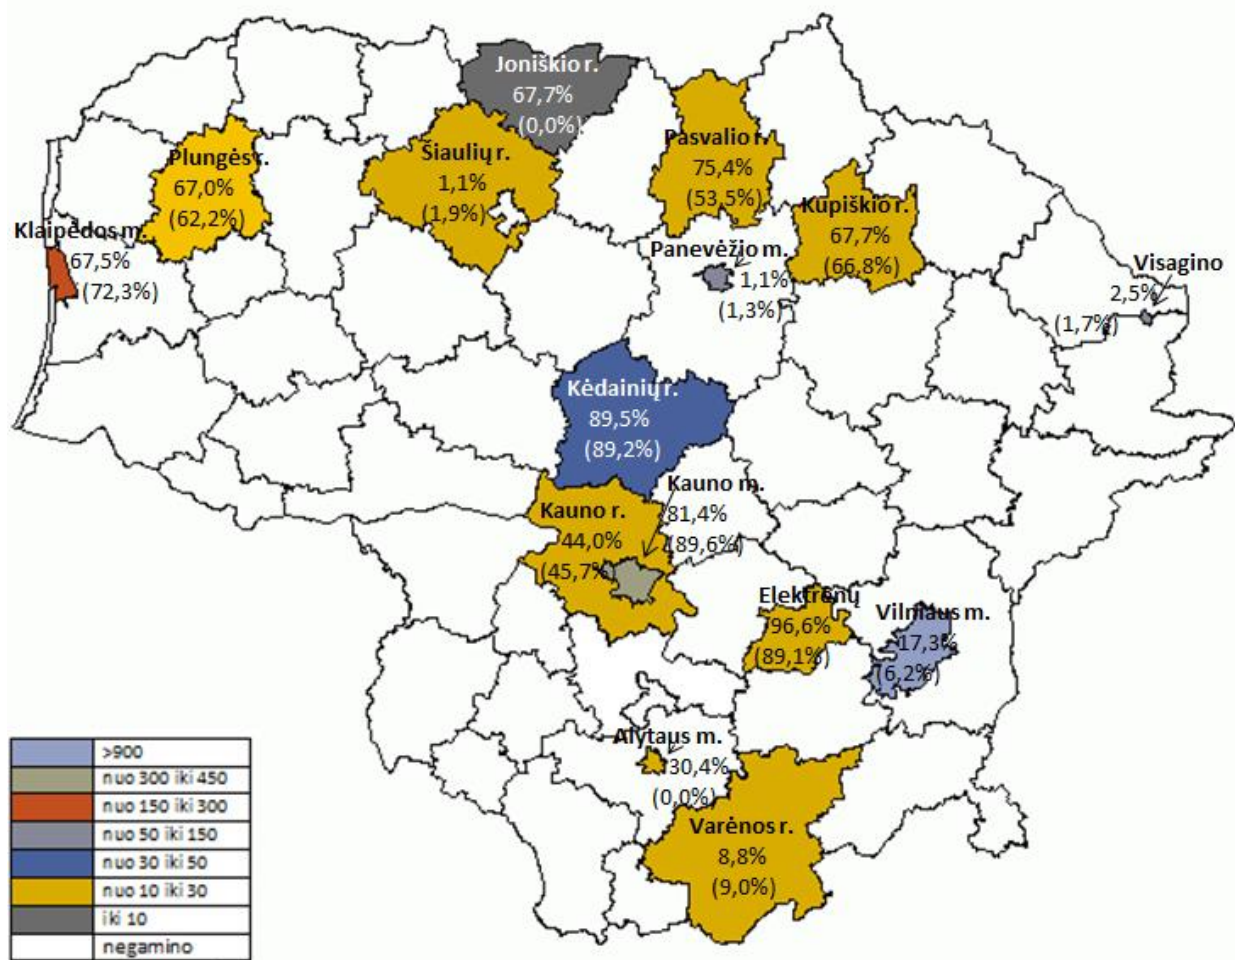 Joniškio r.
67,7%
(0,0%)
Plungės r.
67,0%
(62,2%)
Šiaulių r.
1,1%
(1,9%)
Pasvalio r.
75,4%
(53,5%)
Kupiškio r.
67,7%
(66,8%)
Klaipėdos m.
67,5%
(72,3%)
Panevėžio m.
1,1%
(1,3%)
Visagino
2,5%
(1,7%)
Kėdainių r.
89,5%
(89,2%)
Kauno m.
81,4%
(89,6%)
Kauno r.
44,0%
(45,7%)
Elektrėnų
96,6%
(89,1%)
Vilniaus m.
17,3%
(6,2%)
Alytaus m.
30,4%
(0,0%)
Varėnos r.
8,8%
(9,0%)
>900
nuo 300 iki 450
nuo 150 iki 300
nuo 50 iki 150
nuo 30 iki 50
nuo 10 iki 30
iki 10
negamino